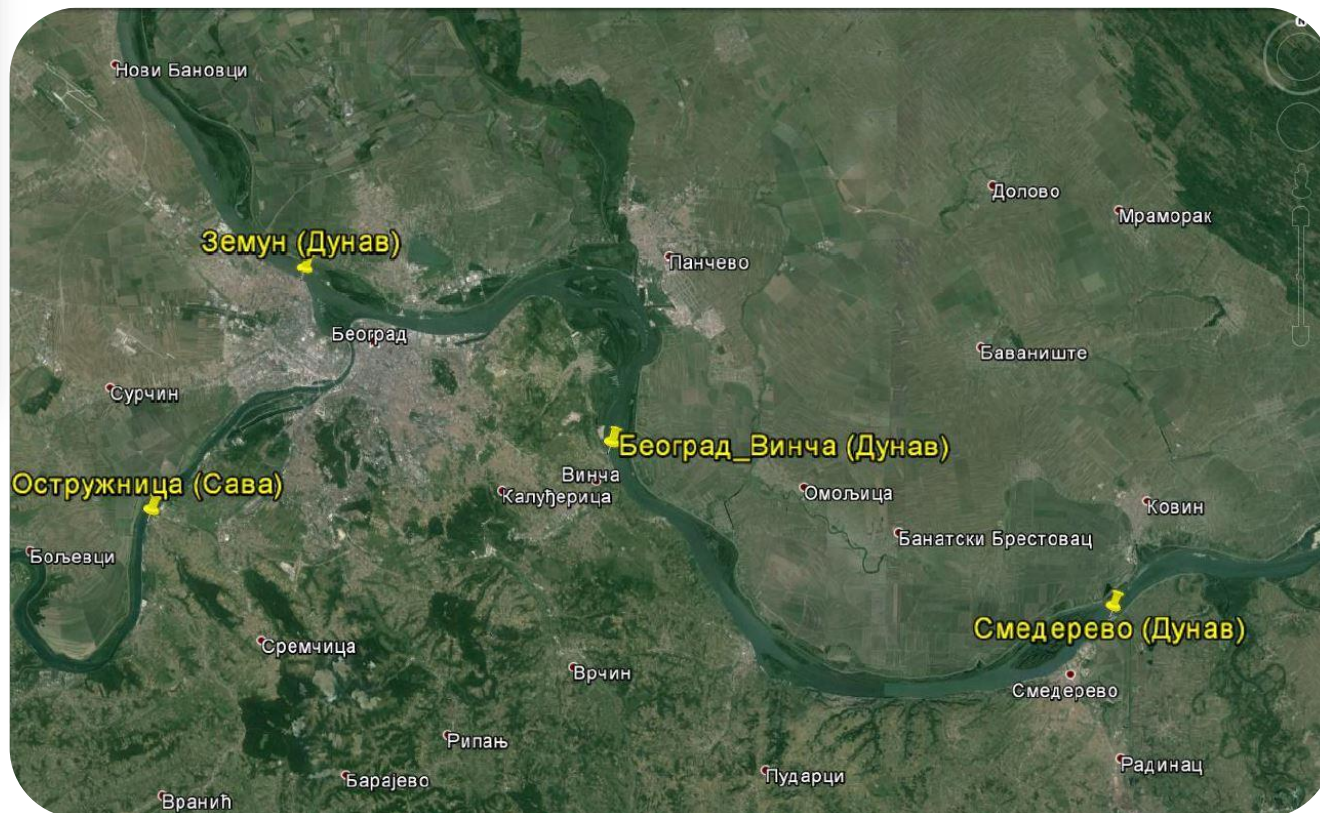 Нови Бановци
Долово
Мраморак
Земун (Дунав)
Панчево
Београд
Баваниште
Сурчин
Београд_Винча (Дунав)
Винча
Остружница (Сава)
Калуђерица
Омољица
Ковин
Банатски Брестовац
Бољевци
Смедерево (Дунав)
Сремчица
Врчин
Смедерево
Рипањ
Радинац
Пударци
Барајево
Вранић